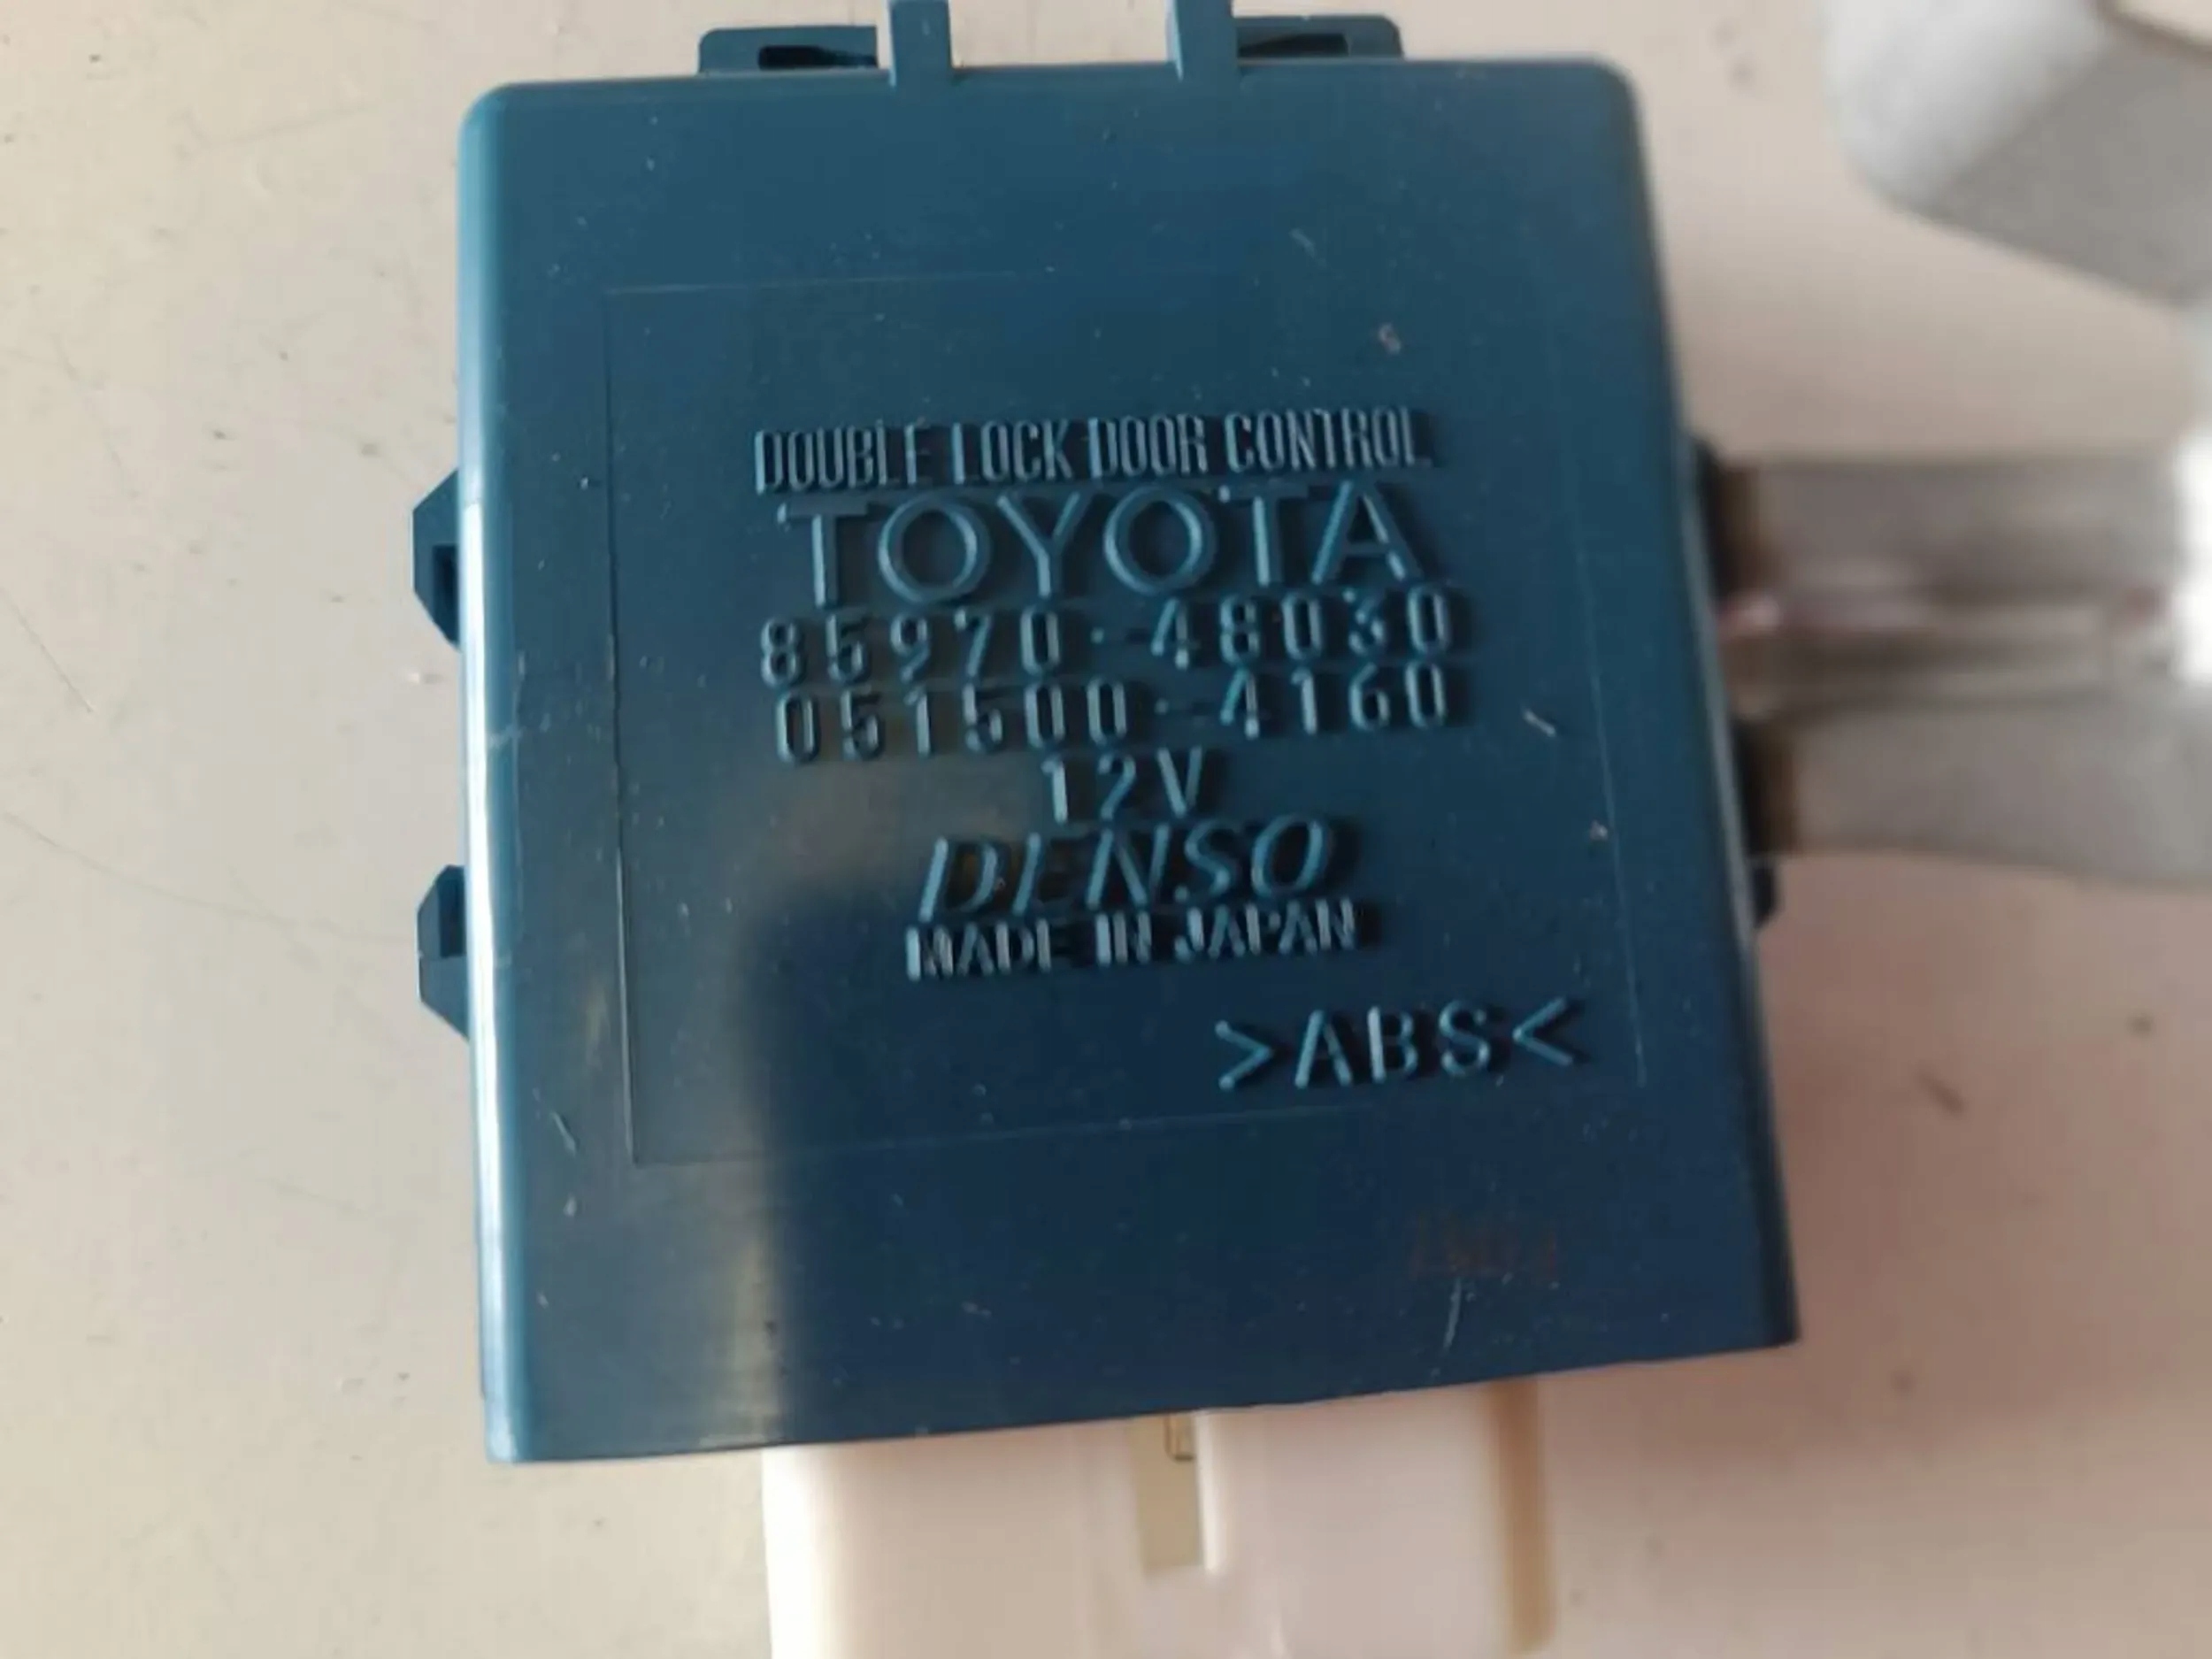 DOUBLE LOCK DOOR CONTROL
TOYOTA
85970-48030
051500-4160
12V
DENSO
MADE IN JAPAN
>ABS<